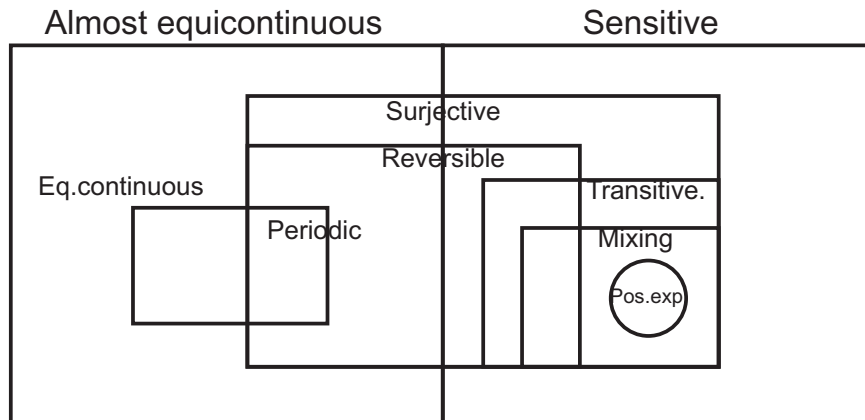 Almost equicontinuous Sensitive
Surjective
Reversible
Eq.continuous
Transitive.
Periodic
Mixing
Pos.exp